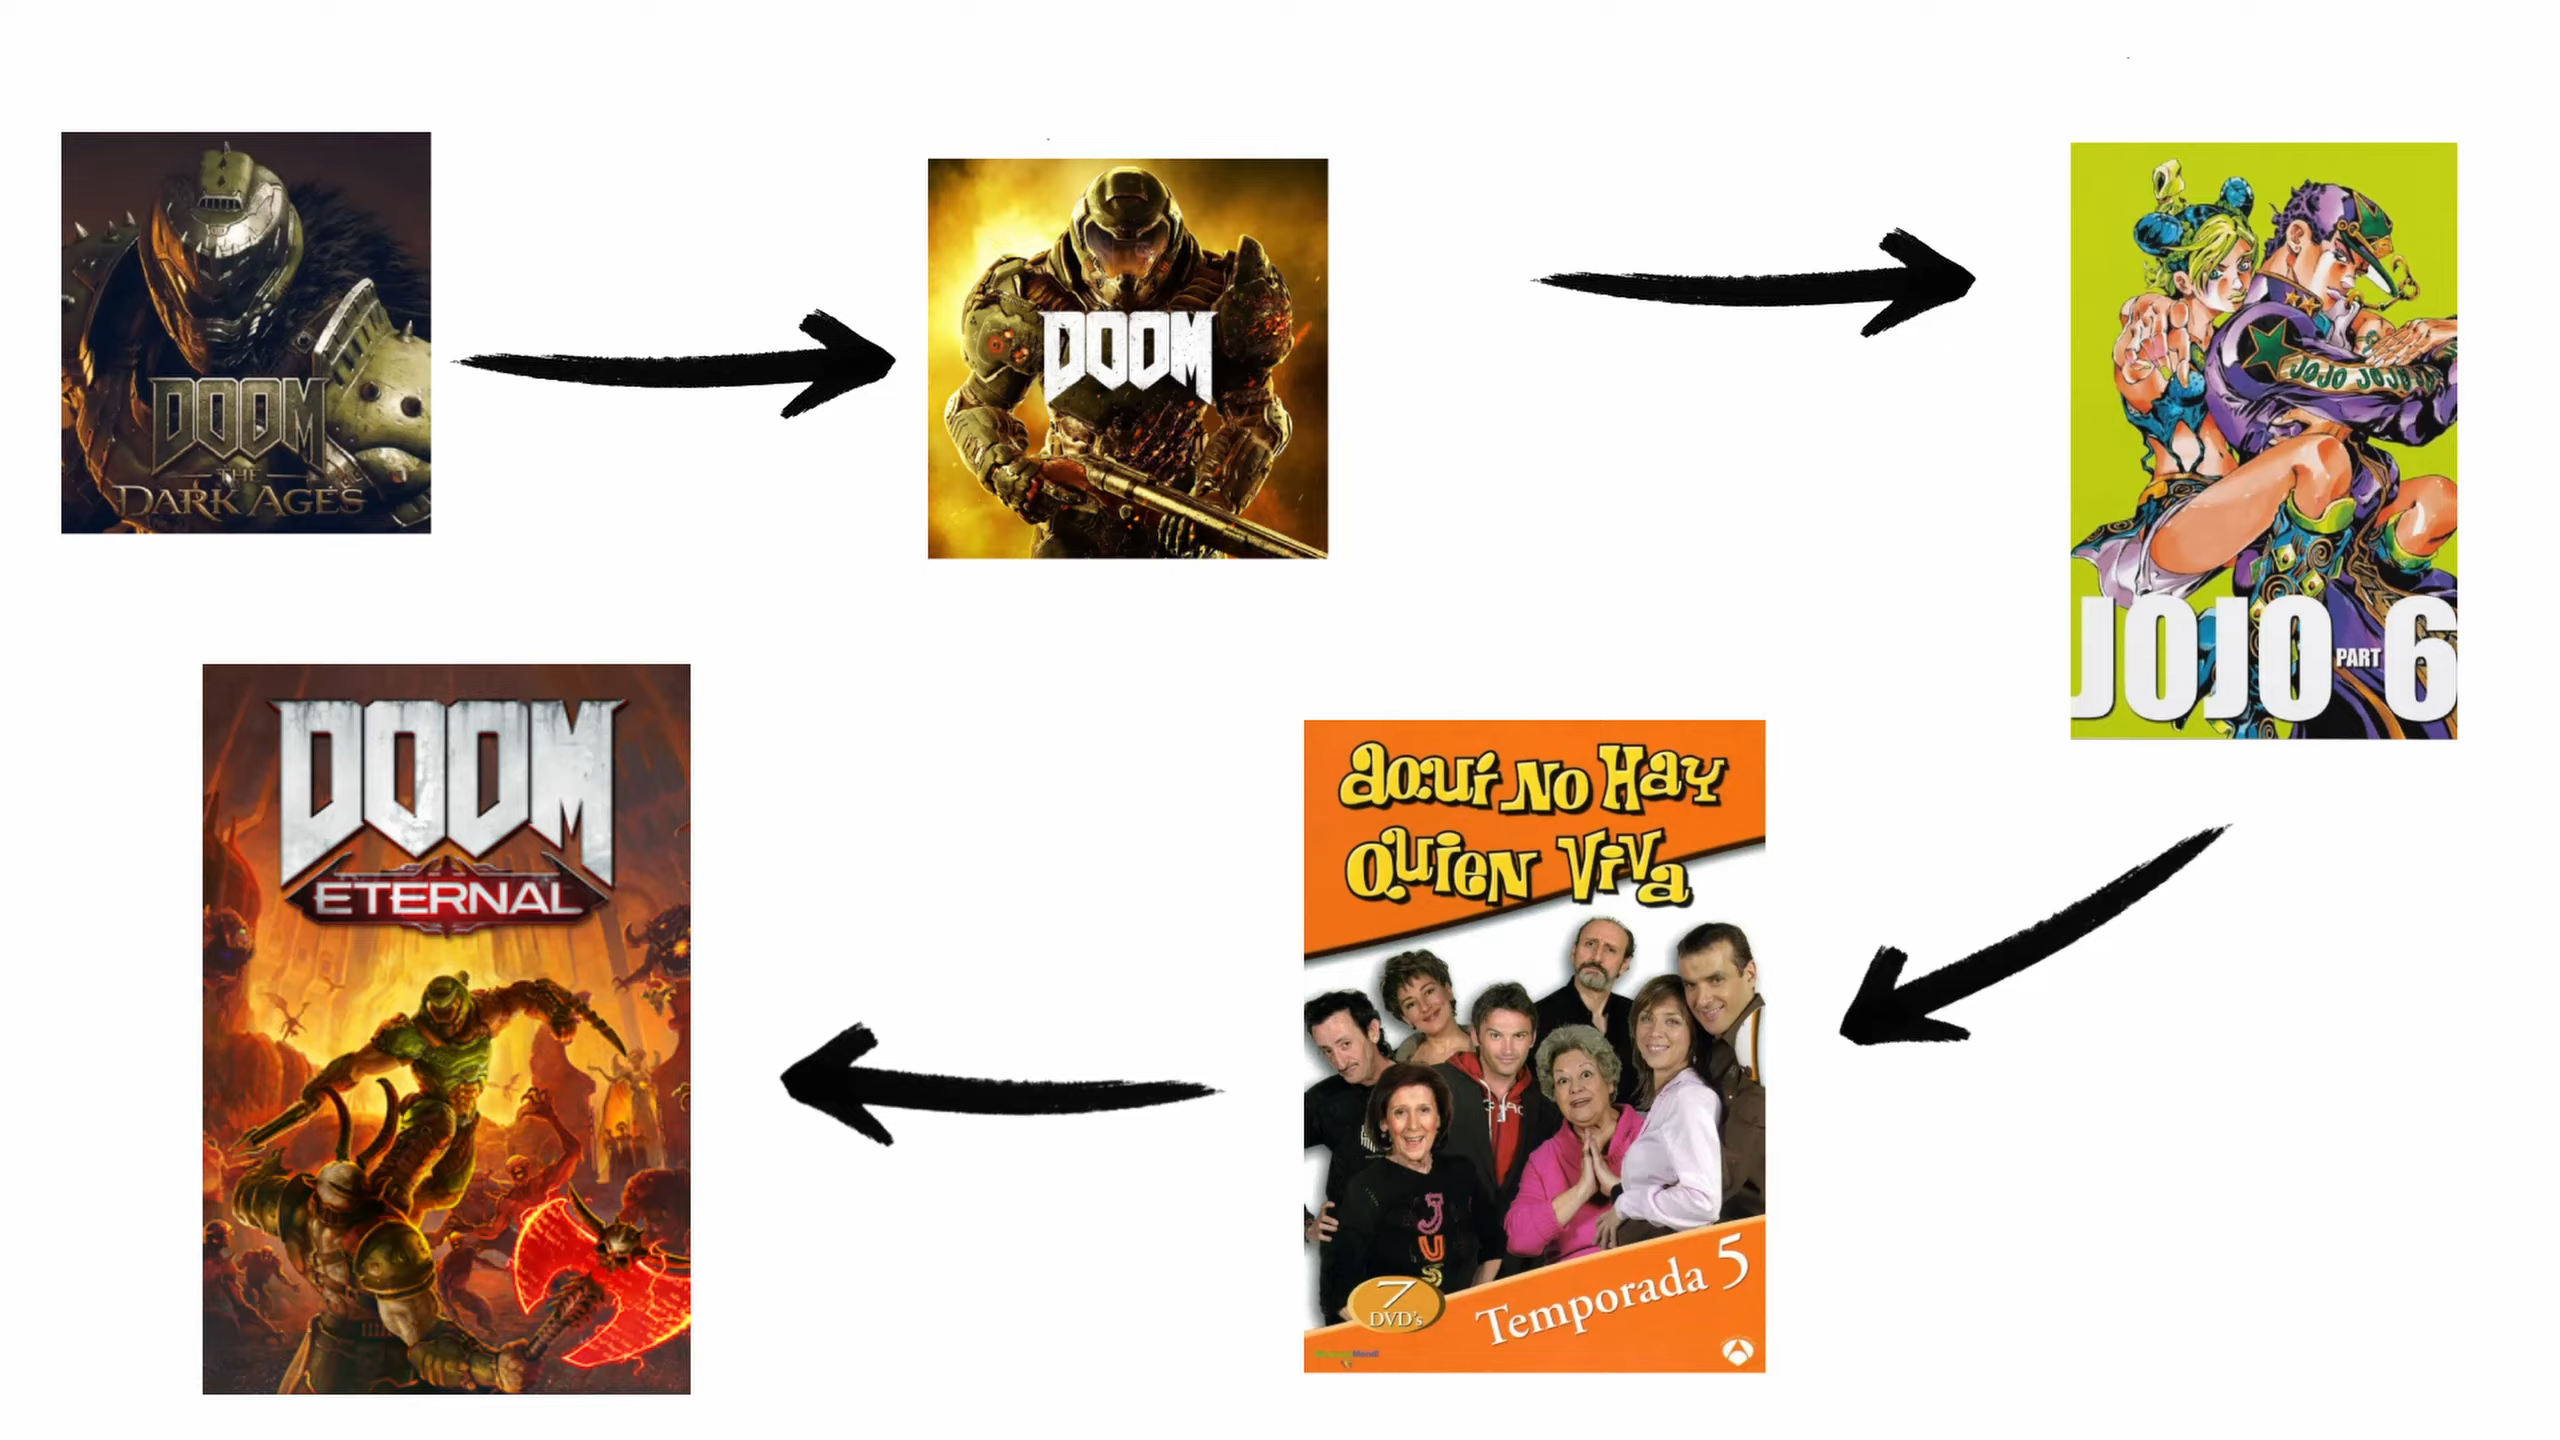 DOOM
THE
DARK AGES
DOOM
JOJO JOJO
JOJO PART 6
aquí No Hay
Quien Viva
JUS
7
DVD's
Temporada 5
DOOM
ETERNAL